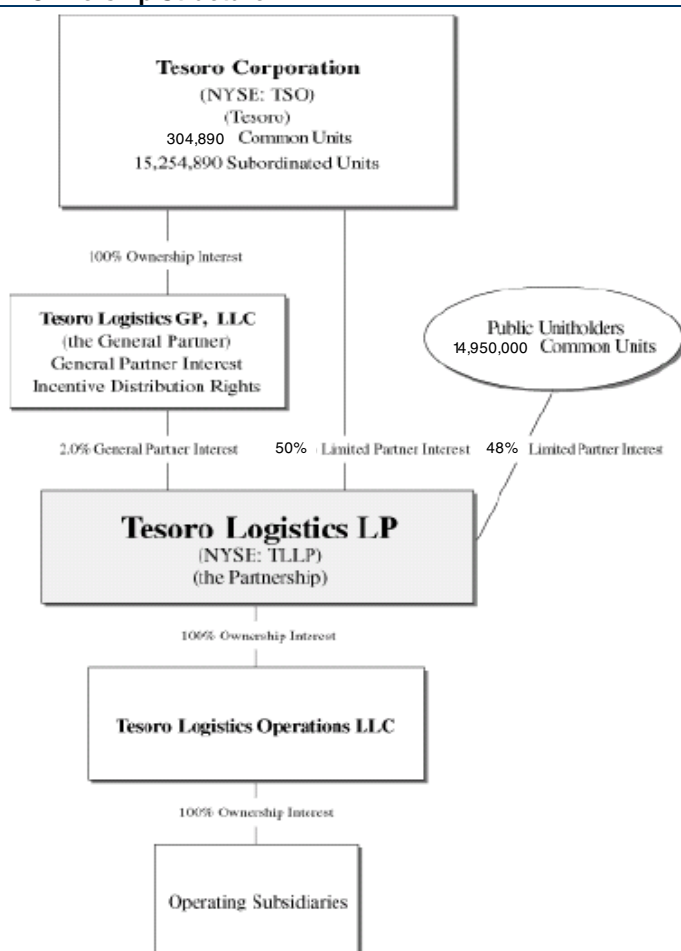 Tesoro Corporation
(NYSE: TSO)
(Tesoro)
304,890 Common Units
15,254,890 Subordinated Units
100% Ownership Interest
Tesoro Logistics GP, LLC
(the General Partner)
General Partner Interest
Incentive Distribution Rights
Public Unitholders
14,950,000 Common Units
2.0% General Partner Interest
50% Limited Partner Interest
48% Limited Partner Interest
Tesoro Logistics LP
(NYSE: TLLP)
(the Partnership)
100% Ownership Interest
Tesoro Logistics Operations LLC
100% Ownership Interest
Operating Subsidiaries